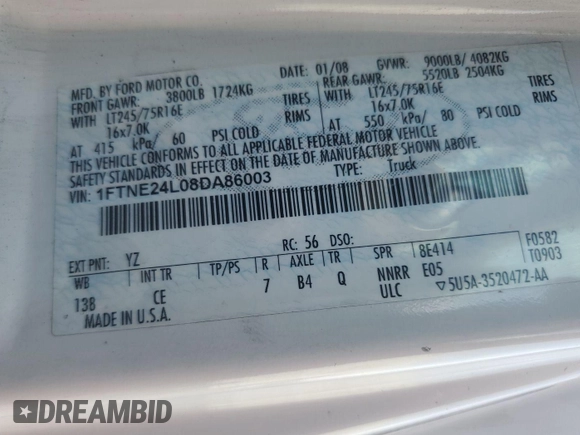 MFD. BY FORD MOTOR CO.
DATE: 01/08
GVWR: 9000LB/ 4082KG
FRONT GAWR: 3800LB 1724KG
REAR GAWR: 5520LB 2504KG
WITH LT245/75R16E TIRES
WITH LT245/75R16E TIRES
16x7.0K RIMS
16x7.0K RIMS
AT 415 kPa/ 60 PSI COLD
AT 550 kPa/ 80 PSI COLD
THIS VEHICLE CONFORMS TO ALL APPLICABLE FEDERAL MOTOR VEHICLE
SAFETY STANDARDS IN EFFECT ON THE DATE OF MANUFACTURE SHOWN ABOVE.
VIN: 1FTNE24L08DA86003
TYPE: Truck
EXT PNT: YZ RC: 56 DSO:
F0582
WB INT TR TP/PS R AXLE TR SPR 8E414
T0903
138 CE 7 B4 Q NNRR E05
ULC ▽5U5A-3520472-AA
MADE IN U.S.A.
DREAMBID